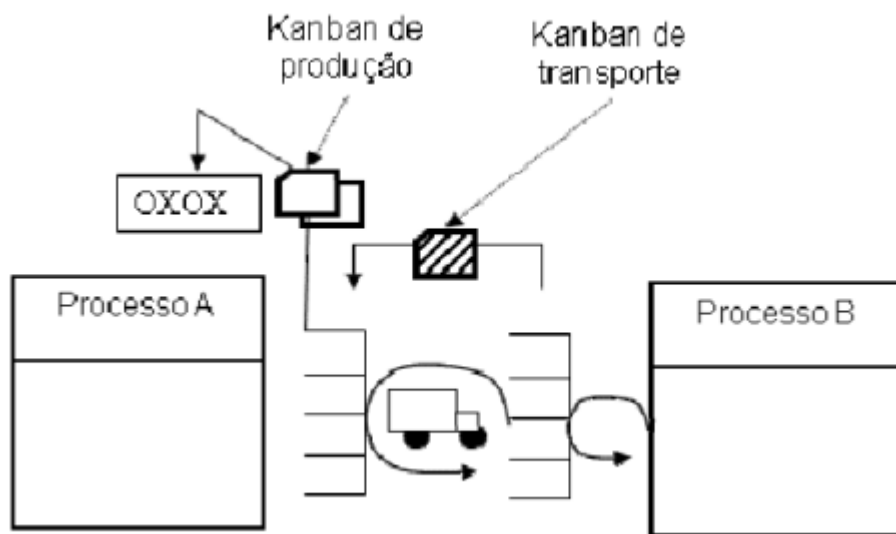 Kanban de
produção
Kanban de
transporte
OXOX
Processo A
Processo B